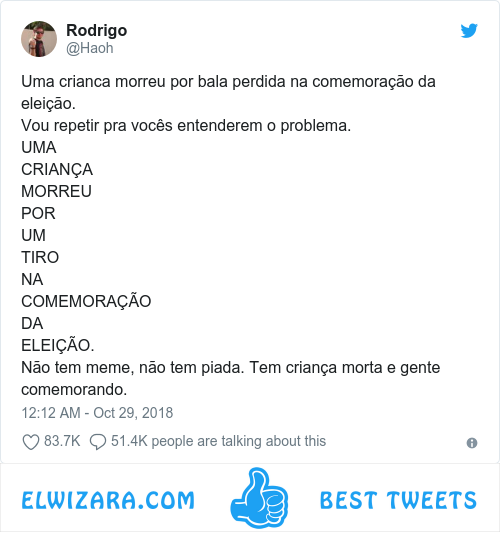 Rodrigo
@Haoh
Uma crianca morreu por bala perdida na comemoração da
eleição.
Vou repetir pra vocês entenderem o problema.
UMA
CRIANÇA
MORREU
POR
UM
TIRO
NA
COMEMORAÇÃO
DA
ELEIÇÃO.
Não tem meme, não tem piada. Tem criança morta e gente
comemorando.
12:12 AM - Oct 29, 2018
83.7K 51.4K people are talking about this
ELWIZARA.COM BEST TWEETS